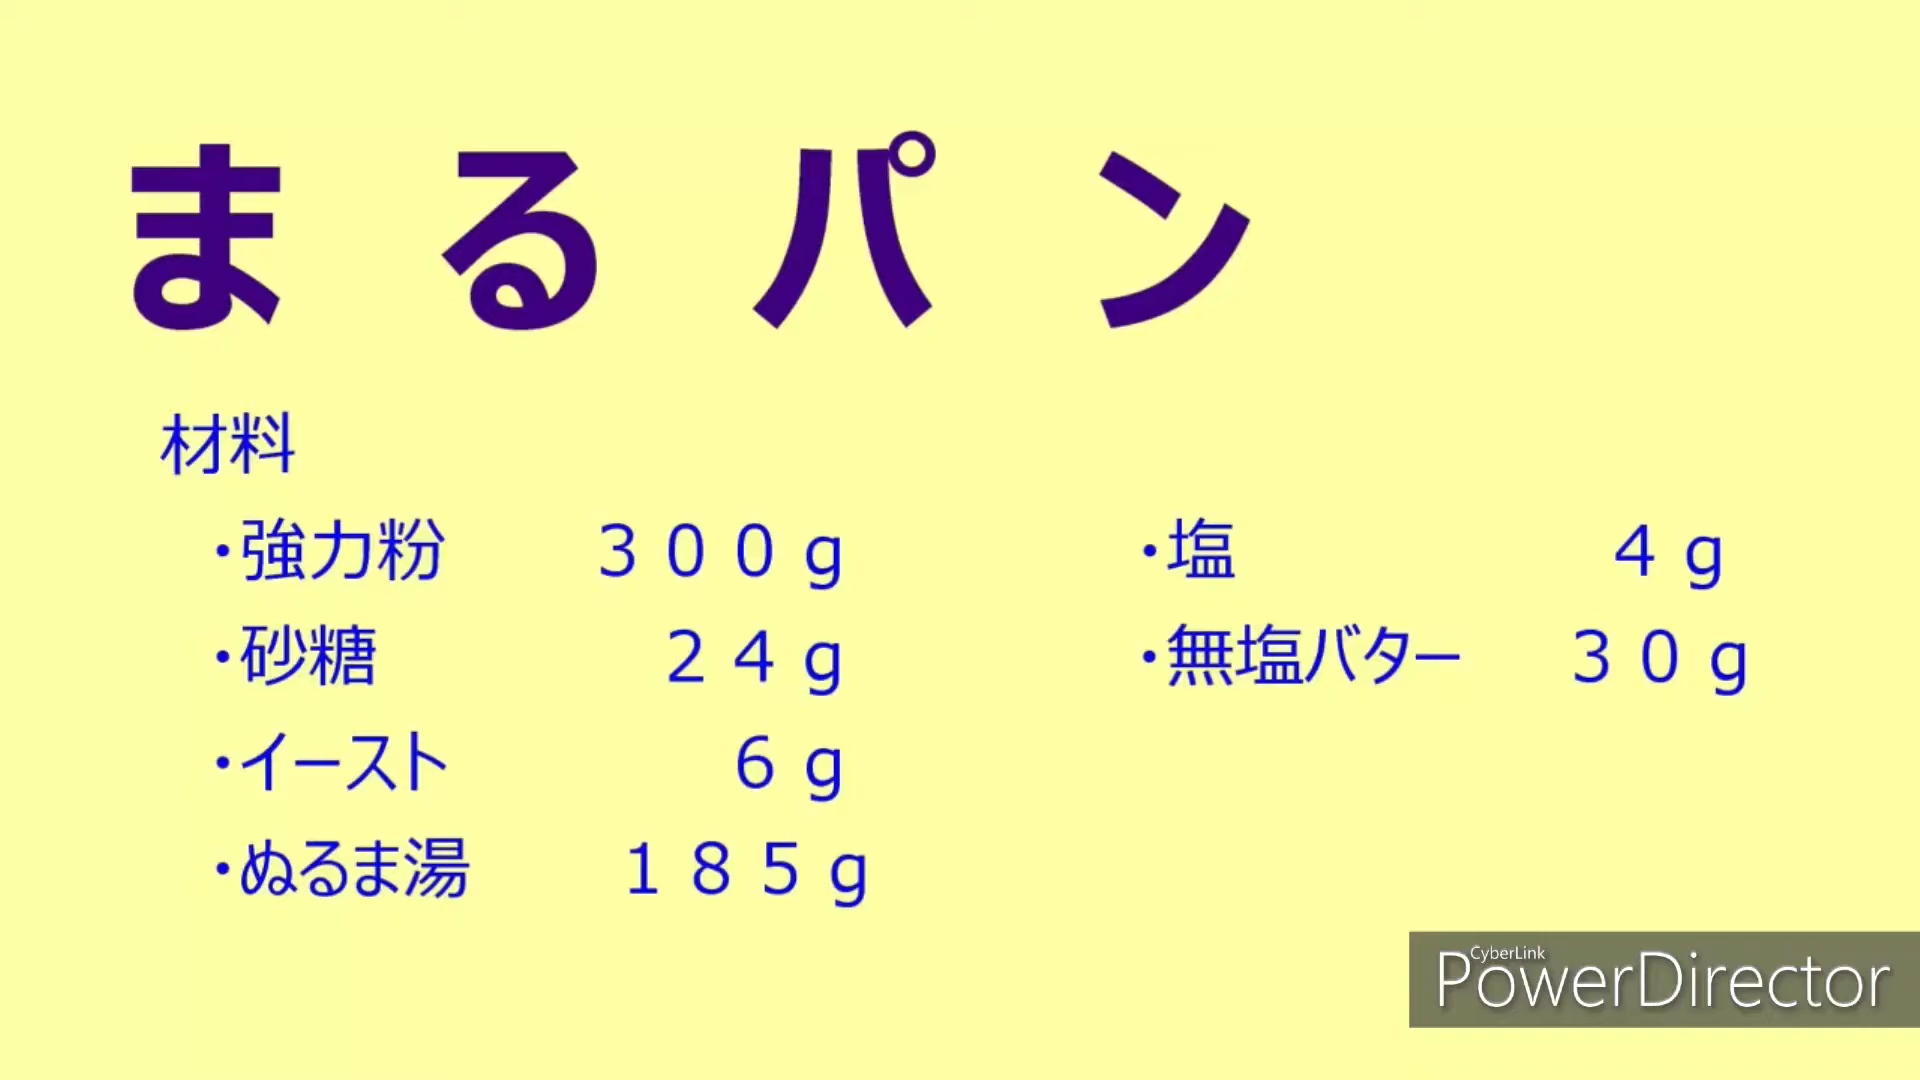 まるパン
材料
・強力粉 300g
・砂糖 24g
・イースト 6g
・ぬるま湯 185g
・塩 4g
・無塩バター 30g
CyberLink
PowerDirector